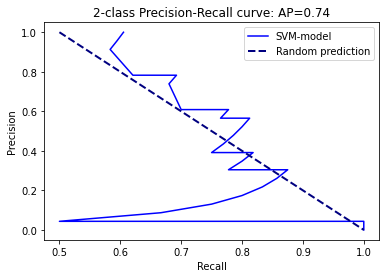 2-class Precision-Recall curve: AP=0.74
SVM-model
Random prediction
Precision
1.0
0.8
0.6
0.4
0.2
0.0
0.5 0.6 0.7 0.8 0.9 1.0
Recall